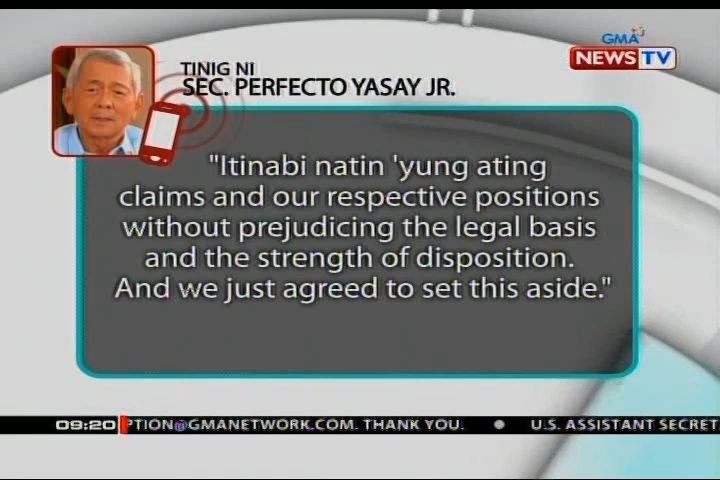 GMA
NEWS TV
TINIG NI
SEC. PERFECTO YASAY JR.
"Itinabi natin 'yung ating
claims and our respective positions
without prejudicing the legal basis
and the strength of disposition.
And we just agreed to set this aside."
09:20 PTION@GMANETWORK.COM. THANK YOU. ● U.S. ASSISTANT SECRET